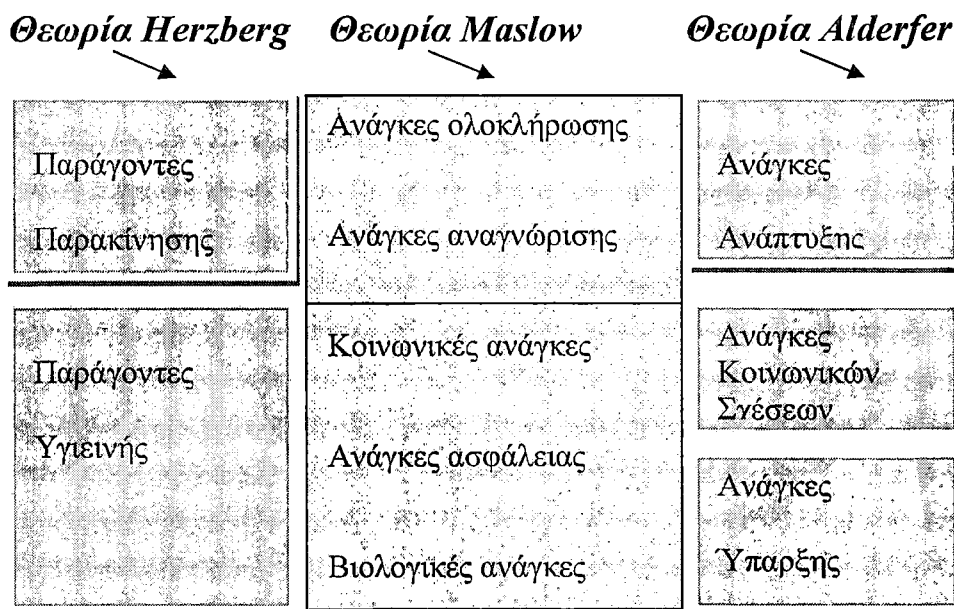 Θεωρία Herzberg
Θεωρία Maslow
Θεωρία Alderfer
Παράγοντες
Παρακίνησης
Ανάγκες ολοκλήρωσης
Ανάγκες αναγνώρισης
Ανάγκες
Ανάπτυξης
Παράγοντες
Υγιεινής
Κοινωνικές ανάγκες
Ανάγκες ασφάλειας
Βιολογικές ανάγκες
Ανάγκες
Κοινωνικών
Σχέσεων
Ανάγκες
Ύπαρξης